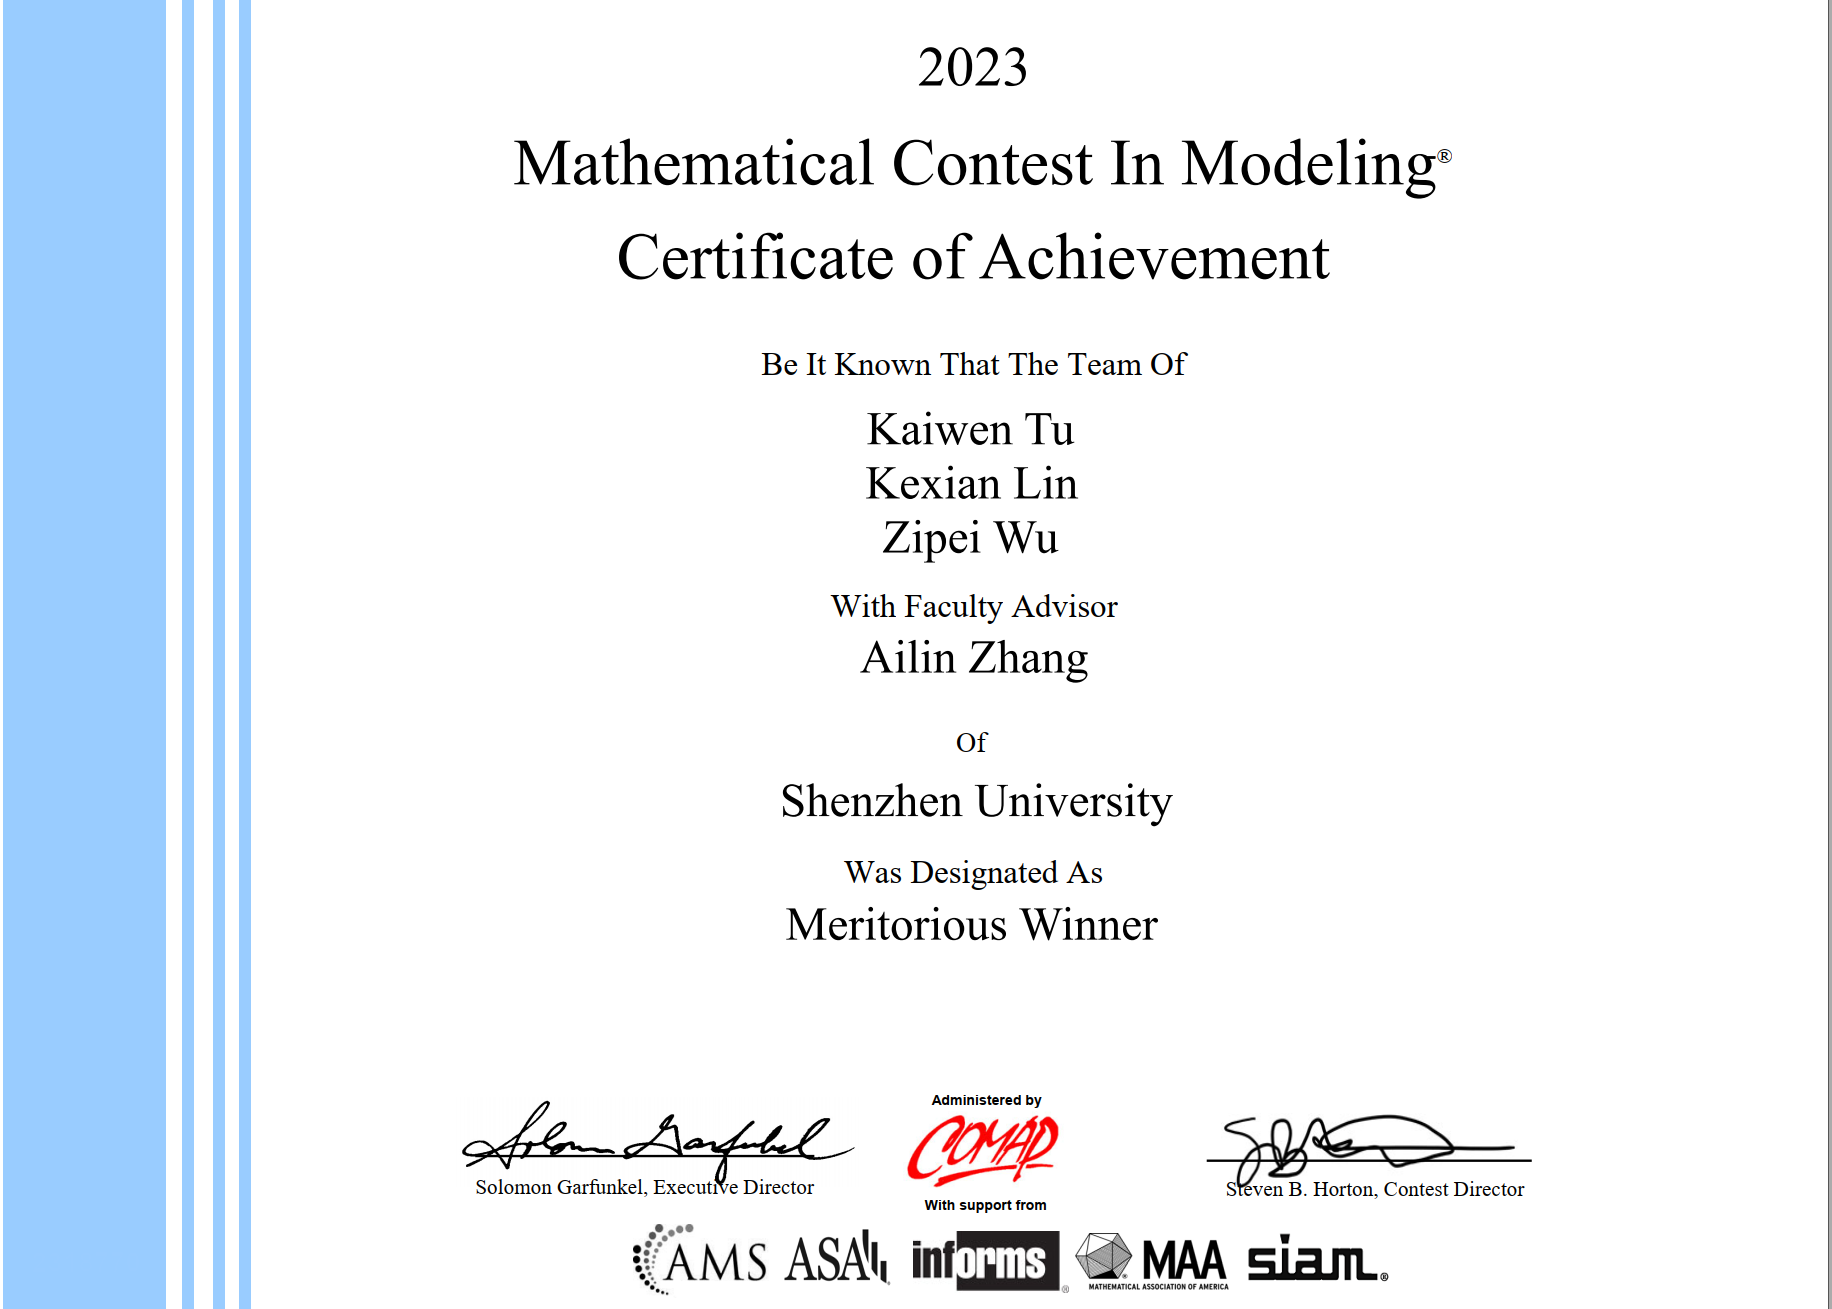 2023
Mathematical Contest In Modeling®
Certificate of Achievement
Be It Known That The Team Of
Kaiwen Tu
Kexian Lin
Zipei Wu
With Faculty Advisor
Ailin Zhang
Of
Shenzhen University
Was Designated As
Meritorious Winner
Solomon Garfunkel
Solomon Garfunkel, Executive Director
Administered by
COMAP
With support from
Steven B. Horton, Contest Director
AMS ASA informs® MAA siam®
MATHEMATICAL ASSOCIATION OF AMERICA